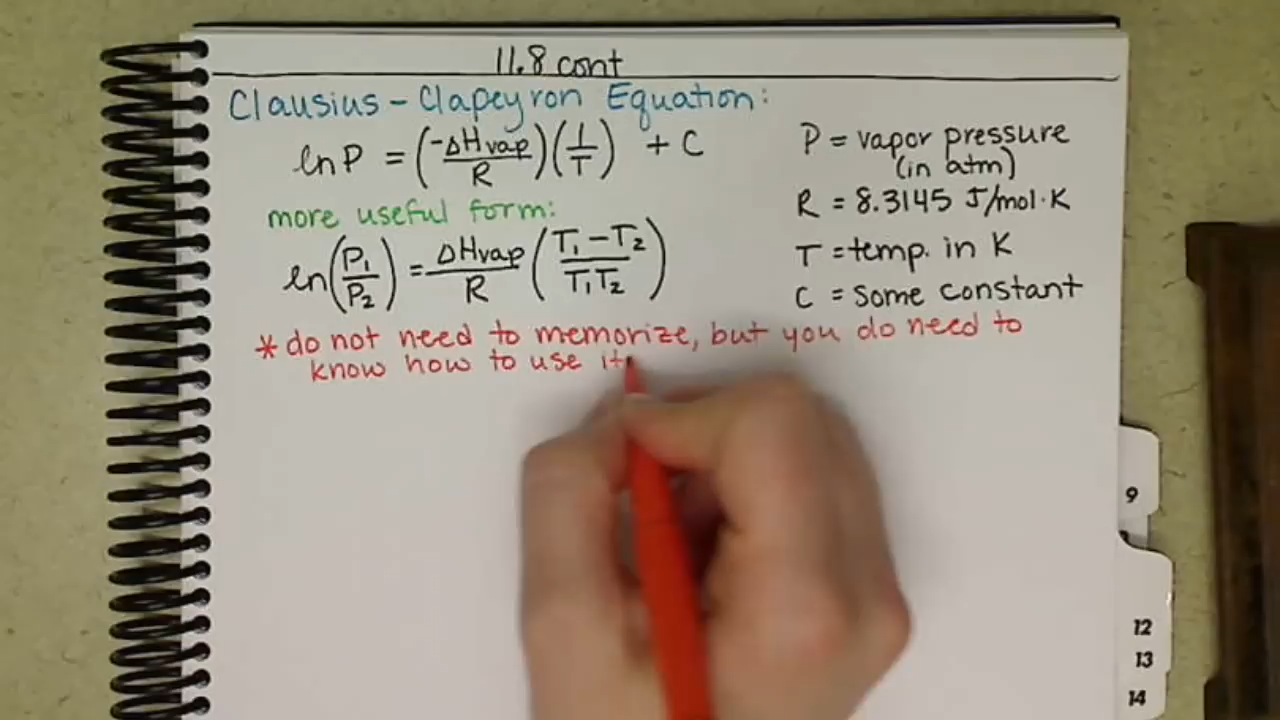 11.8 cont
Clausius - Clapeyron Equation:
ln P = (-ΔHvap/R)(1/T) + C
more useful form:
ln(P₁/P₂) = ΔHvap/R (T₁-T₂/T₁T₂)
P = vapor pressure
(in atm)
R = 8.3145 J/mol·K
T = temp. in K
C = some constant
* do not need to memorize, but you do need to
know how to use it
9
12
13
14